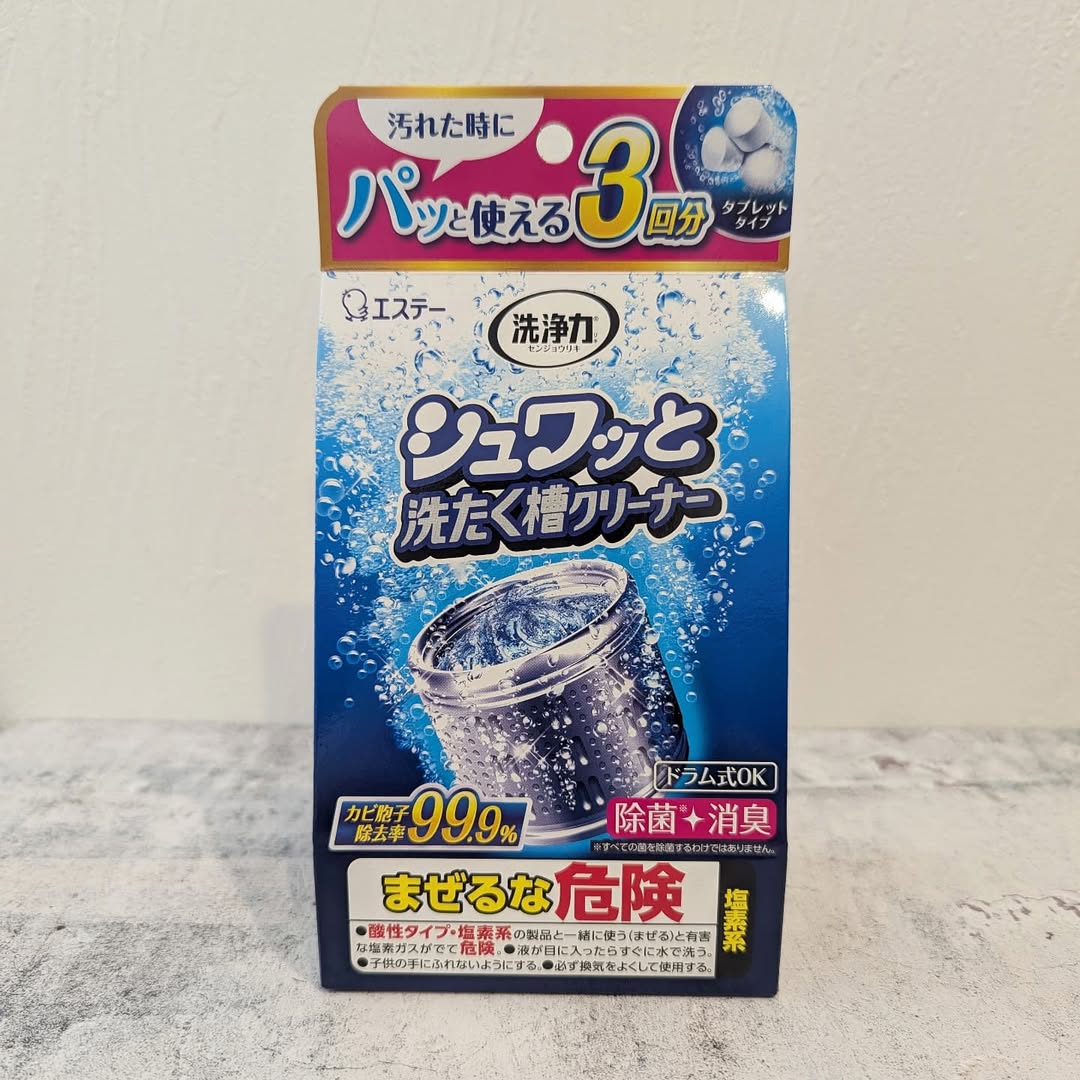 汚れた時に
パッと使える3回分
タブレット
タイプ
エステー
洗浄力®
センジョウリキ
シュワッと
洗たく槽クリーナー
ドラム式OK
カビ胞子
除去率99.9%
除菌※✦消臭
※すべての菌を除菌するわけではありません。
まぜるな危険
塩素系
●酸性タイプ・塩素系の製品と一緒に使う(まぜる)と有害
な塩素ガスがでて危険。●液が目に入ったらすぐに水で洗う。
●子供の手にふれないようにする。●必ず換気をよくして使用する。